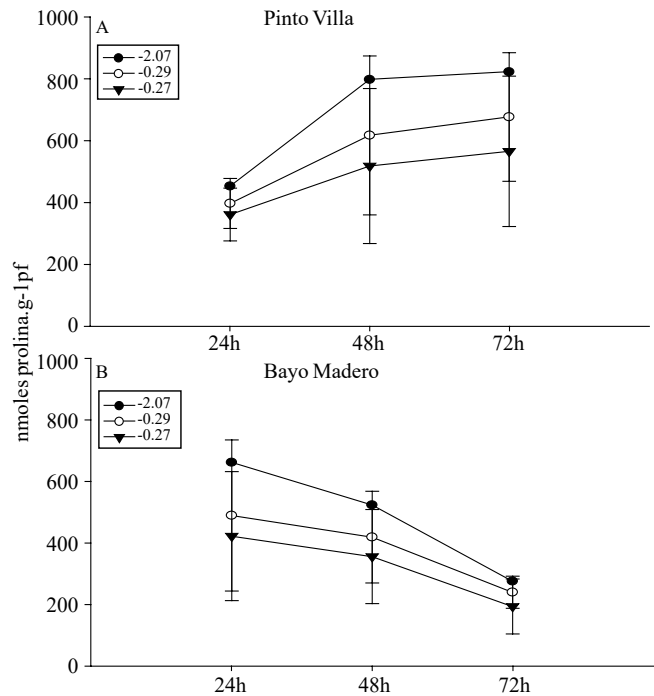 A
Pinto Villa
1000
-2.07
-0.29
-0.27
800
600
400
200
0
24h
48h
72h
nmoles prolina.g-1pf
B
Bayo Madero
1000
-2.07
-0.29
-0.27
800
600
400
200
0
24h
48h
72h